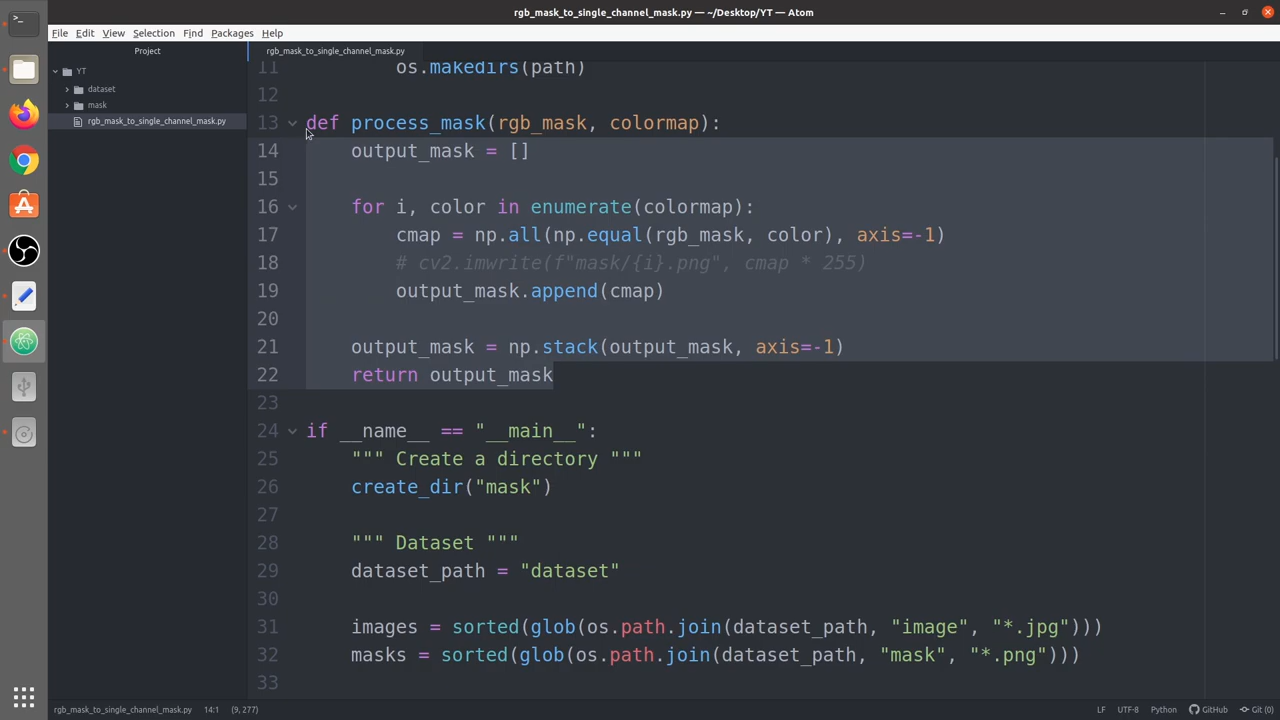 rgb_mask_to_single_channel_mask.py — ~/Desktop/YT — Atom
File Edit View Selection Find Packages Help
Project
rgb_mask_to_single_channel_mask.py
YT
dataset
mask
rgb_mask_to_single_channel_mask.py
11 os.makedirs(path)
12
13 def process_mask(rgb_mask, colormap):
14 output_mask = []
15
16 for i, color in enumerate(colormap):
17 cmap = np.all(np.equal(rgb_mask, color), axis=-1)
18 # cv2.imwrite(f"mask/{i}.png", cmap * 255)
19 output_mask.append(cmap)
20
21 output_mask = np.stack(output_mask, axis=-1)
22 return output_mask
23
24 if __name__ == "__main__":
25 """ Create a directory """
26 create_dir("mask")
27
28 """ Dataset """
29 dataset_path = "dataset"
30
31 images = sorted(glob(os.path.join(dataset_path, "image", "*.jpg")))
32 masks = sorted(glob(os.path.join(dataset_path, "mask", "*.png")))
33
rgb_mask_to_single_channel_mask.py 14:1 (9, 277) LF UTF-8 Python GitHub Git (0)